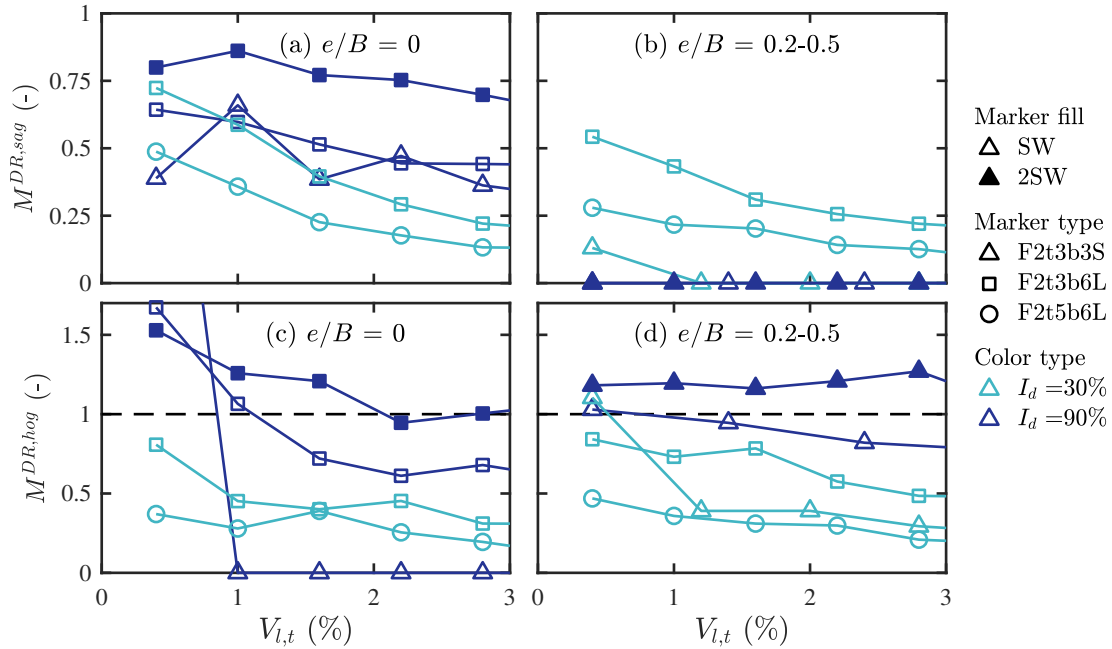 (a) e/B = 0
(b) e/B = 0.2-0.5
1
0.75
0.5
0.25
0
M^{DR,sag} (-)
Marker fill
SW
2SW
Marker type
F2t3b3S
F2t3b6L
F2t5b6L
Color type
I_d =30%
I_d =90%
(c) e/B = 0
(d) e/B = 0.2-0.5
1.5
1
0.5
0
M^{DR,hog} (-)
0 1 2 3
0 1 2 3
V_{l,t} (%)
V_{l,t} (%)